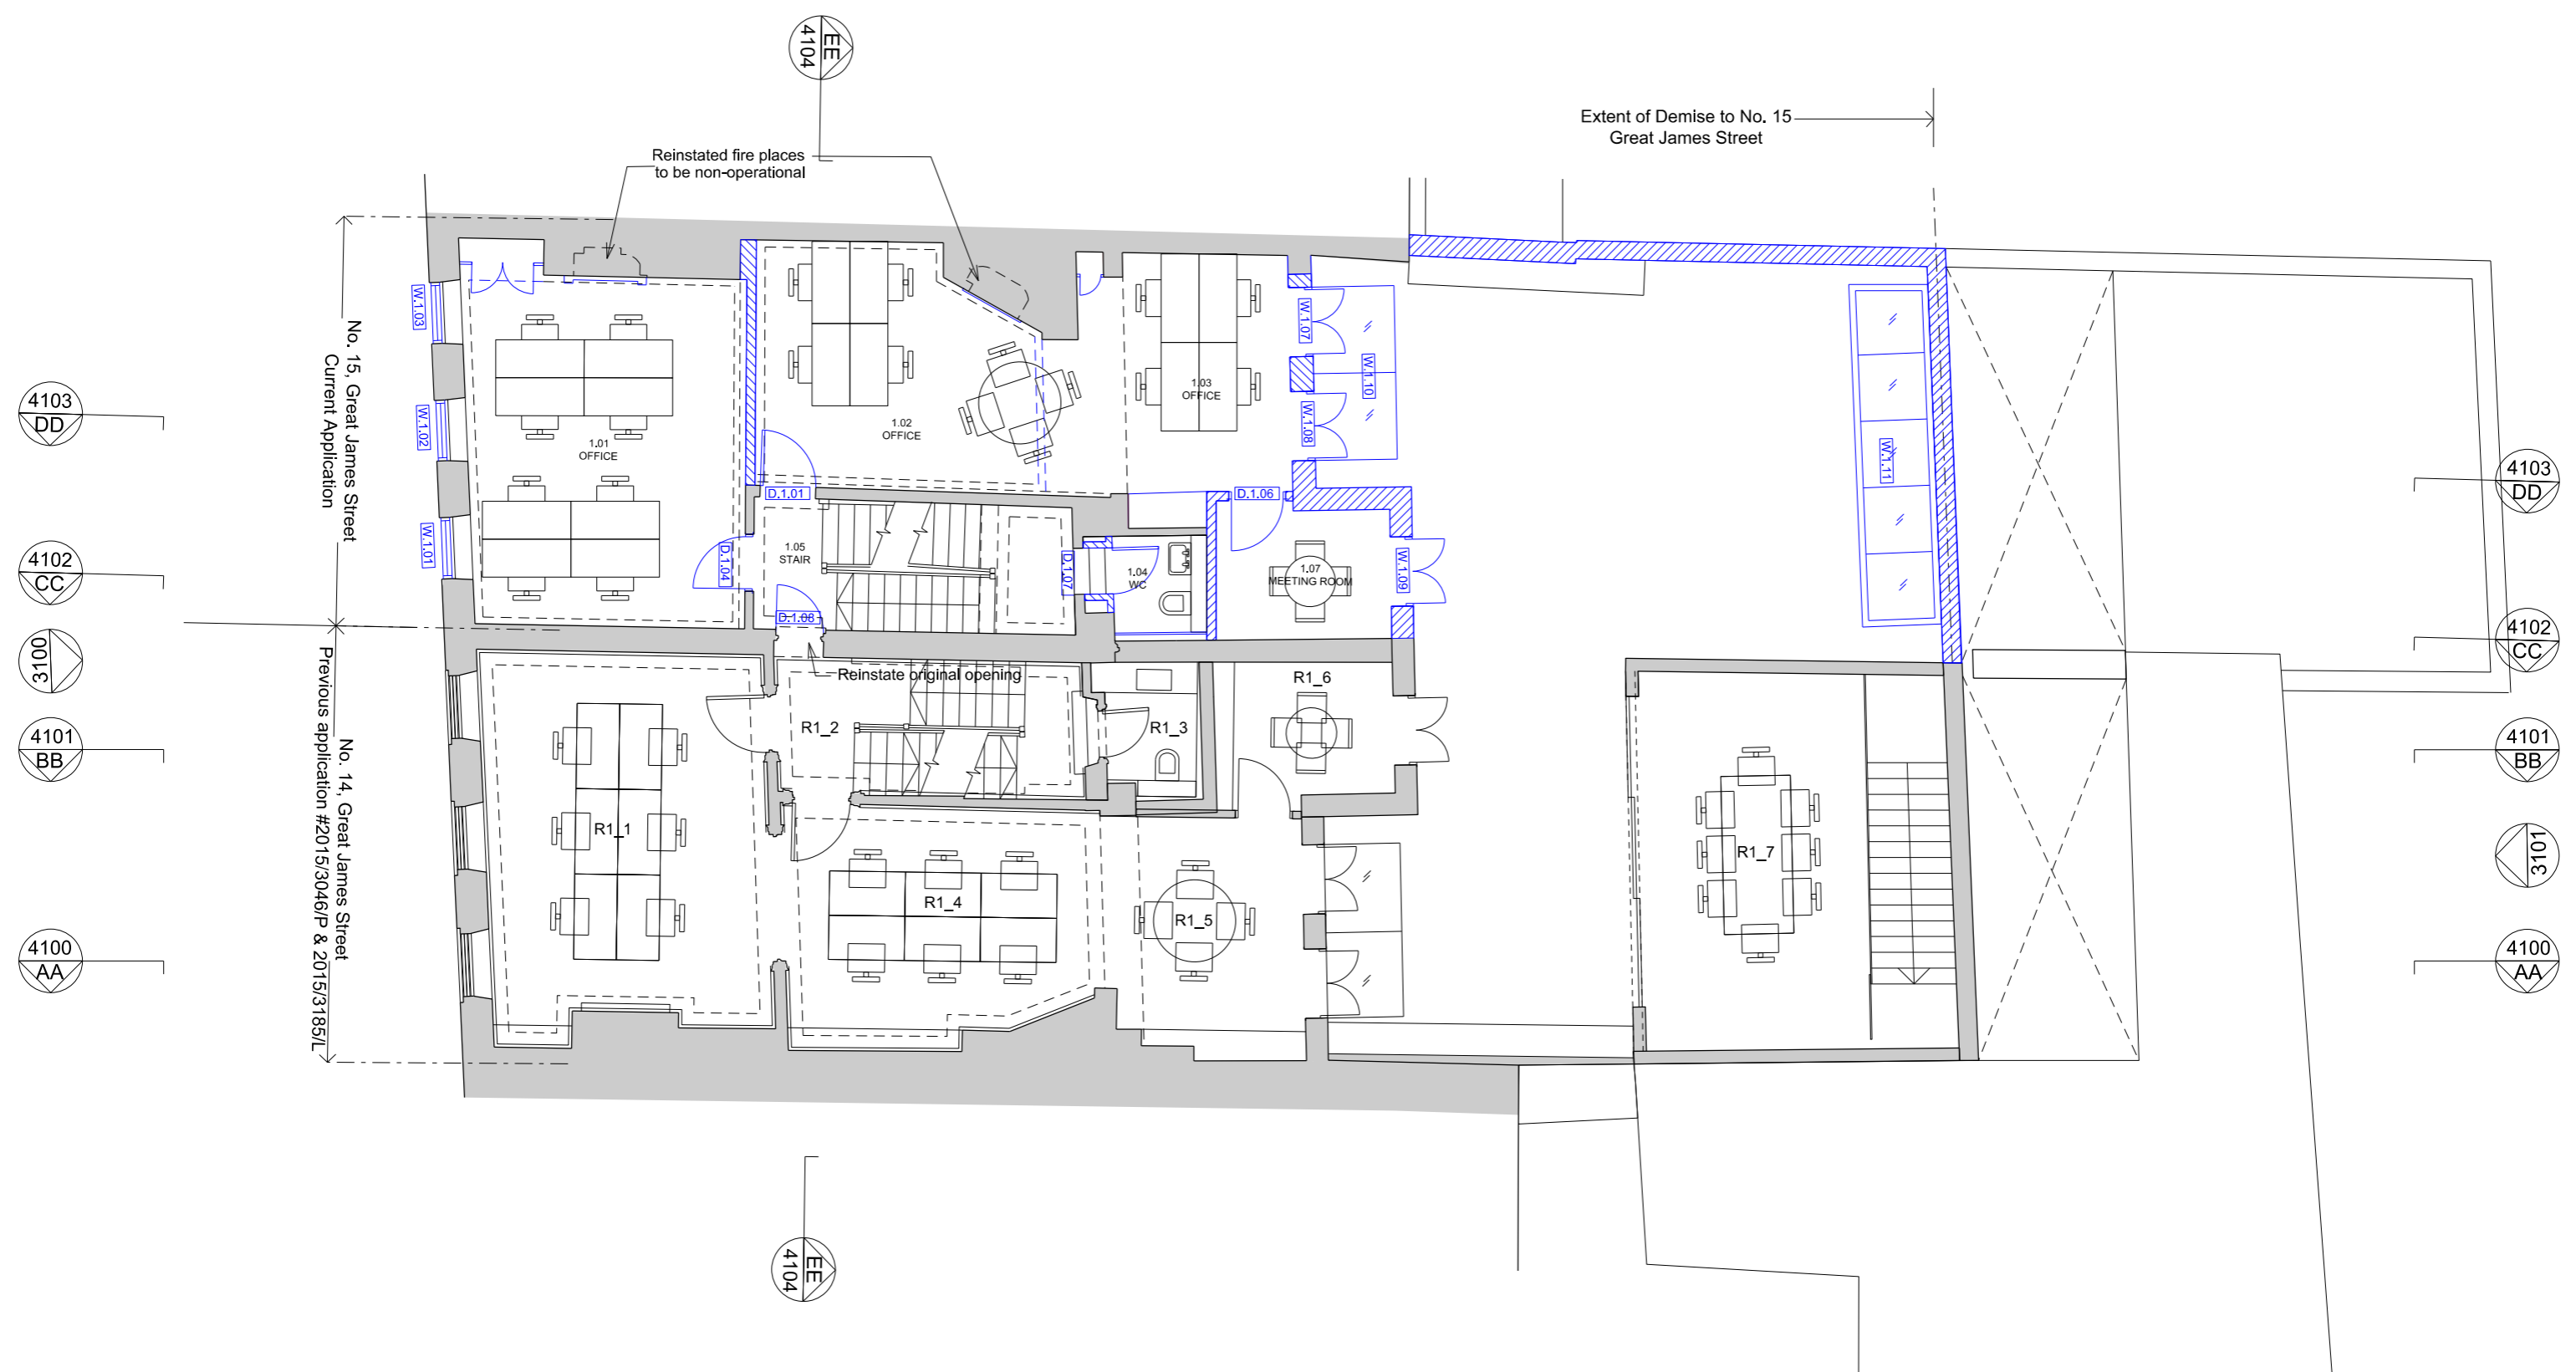 EE
4104
Extent of Demise to No. 15
Great James Street
Reinstated fire places
to be non-operational
No. 15, Great James Street
Current Application
No. 14, Great James Street
Previous application #2015/3046/P & 2015/3185/L
4103
DD
4102
CC
3100
4101
BB
4100
AA
W.1.03
W.1.02
W.1.01
1.01
OFFICE
1.02
OFFICE
1.03
OFFICE
W.1.07
W.1.10
W.1.08
W.1.11
D.1.01
D.1.06
D.1.04
1.05
STAIR
D.1.07
1.04
WC
1.07
MEETING ROOM
W.1.09
D.1.08
Reinstate original opening
R1_2
R1_3
R1_6
R1_1
R1_4
R1_5
R1_7
4103
DD
4102
CC
4101
BB
3101
4100
AA
EE
4104